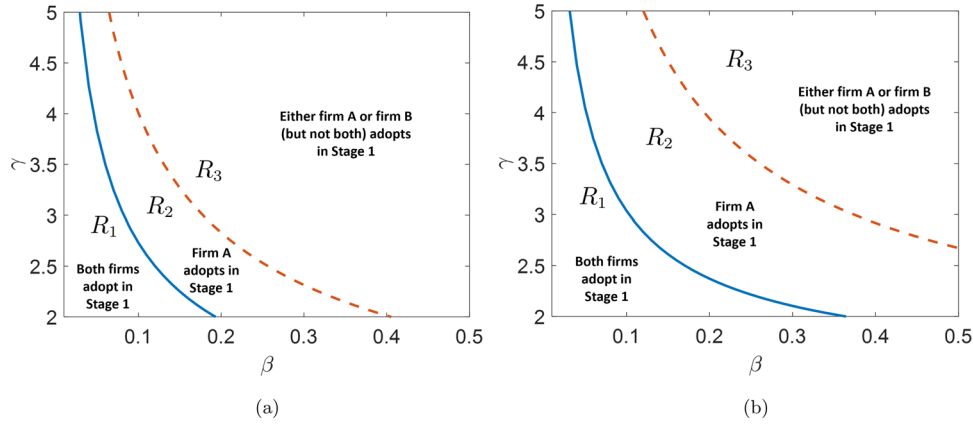 5
4.5
4
3.5
3
2.5
2
γ
0.1
0.2
0.3
0.4
0.5
β
R₁
R₂
R₃
Either firm A or firm B
(but not both) adopts
in Stage 1
Firm A
adopts in
Stage 1
Both firms
adopt in
Stage 1
(a)
5
4.5
4
3.5
3
2.5
2
γ
0.1
0.2
0.3
0.4
0.5
β
R₃
Either firm A or firm B
(but not both) adopts
in Stage 1
R₂
R₁
Firm A
adopts in
Stage 1
Both firms
adopt in
Stage 1
(b)